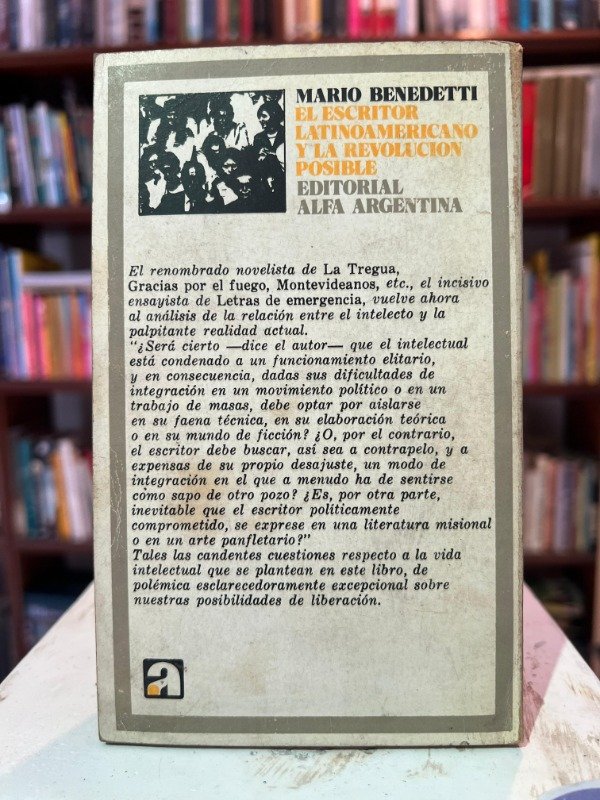 MARIO BENEDETTI
EL ESCRITOR
LATINOAMERICANO
Y LA REVOLUCION
POSIBLE
EDITORIAL
ALFA ARGENTINA
El renombrado novelista de La Tregua,
Gracias por el fuego, Montevideanos, etc., el incisivo
ensayista de Letras de emergencia, vuelve ahora
al análisis de la relación entre el intelecto y la
palpitante realidad actual.
"¿Será cierto —dice el autor— que el intelectual
está condenado a un funcionamiento elitario,
y en consecuencia, dadas sus dificultades de
integración en un movimiento político o en un
trabajo de masas, debe optar por aislarse
en su faena técnica, en su elaboración teórica
o en su mundo de ficción? ¿O, por el contrario,
el escritor debe buscar, así sea a contrapelo, y a
expensas de su propio desajuste, un modo de
integración en el que a menudo ha de sentirse
como sapo de otro pozo? ¿Es, por otra parte,
inevitable que el escritor políticamente
comprometido, se exprese en una literatura misional
o en un arte panfletario?"
Tales las candentes cuestiones respecto a la vida
intelectual que se plantean en este libro, de
polémica esclarecedoramente excepcional sobre
nuestras posibilidades de liberación.
a